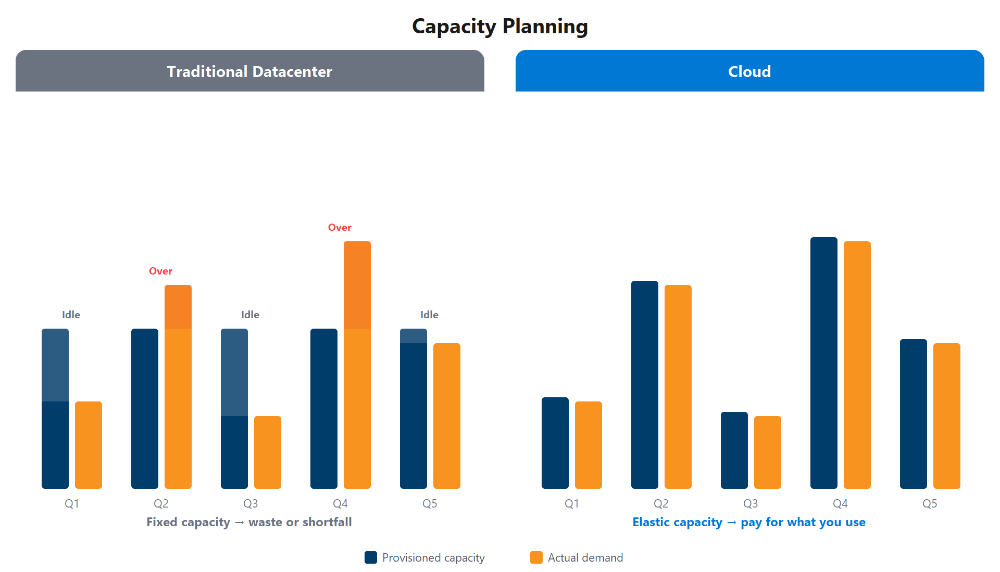 Capacity Planning
Traditional Datacenter
Idle
Over
Idle
Over
Idle
Q1
Q2
Q3
Q4
Q5
Fixed capacity → waste or shortfall
Cloud
Q1
Q2
Q3
Q4
Q5
Elastic capacity → pay for what you use
Provisioned capacity
Actual demand